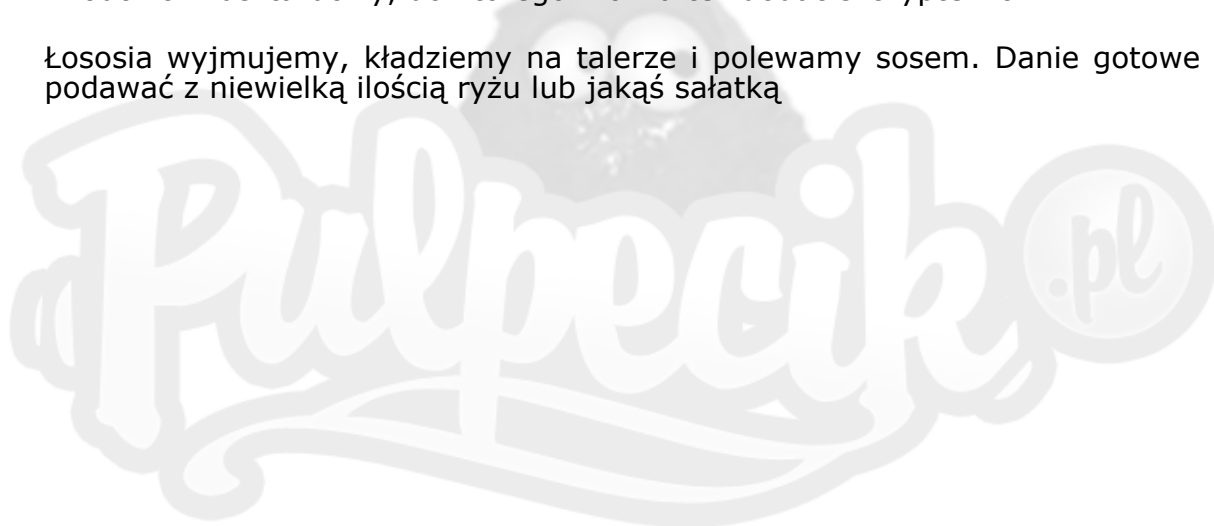 Łososia wyjmujemy, kładziemy na talerze i polewamy sosem. Danie gotowe
podawać z niewielką ilością ryżu lub jakąś sałatką
Pulpecik .pl